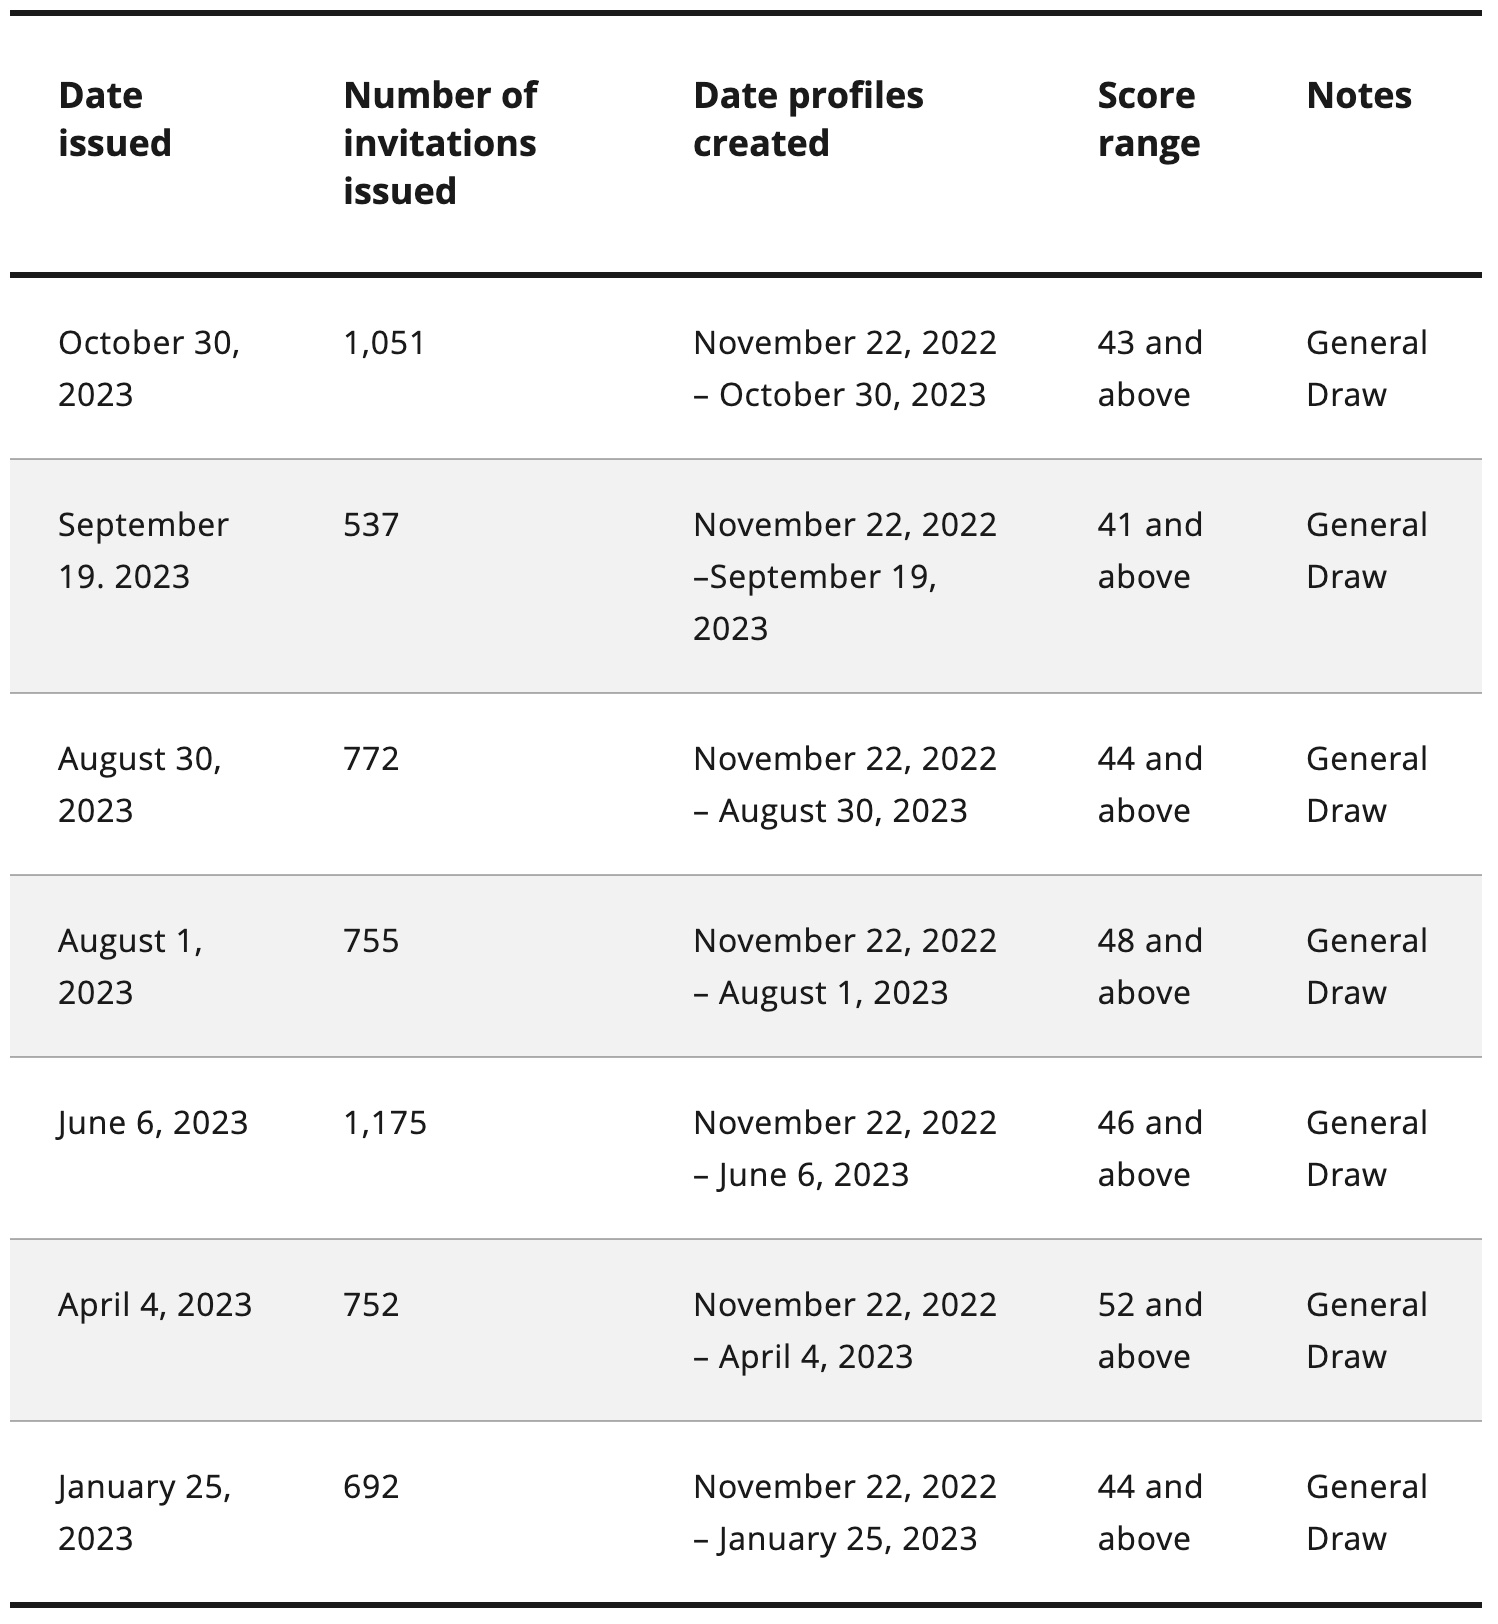 Date
issued
Number of
invitations
issued
Date profiles
created
Score
range
Notes
October 30,
2023
1,051
November 22, 2022
– October 30, 2023
43 and
above
General
Draw
September
19. 2023
537
November 22, 2022
–September 19,
2023
41 and
above
General
Draw
August 30,
2023
772
November 22, 2022
– August 30, 2023
44 and
above
General
Draw
August 1,
2023
755
November 22, 2022
– August 1, 2023
48 and
above
General
Draw
June 6, 2023
1,175
November 22, 2022
– June 6, 2023
46 and
above
General
Draw
April 4, 2023
752
November 22, 2022
– April 4, 2023
52 and
above
General
Draw
January 25,
2023
692
November 22, 2022
– January 25, 2023
44 and
above
General
Draw